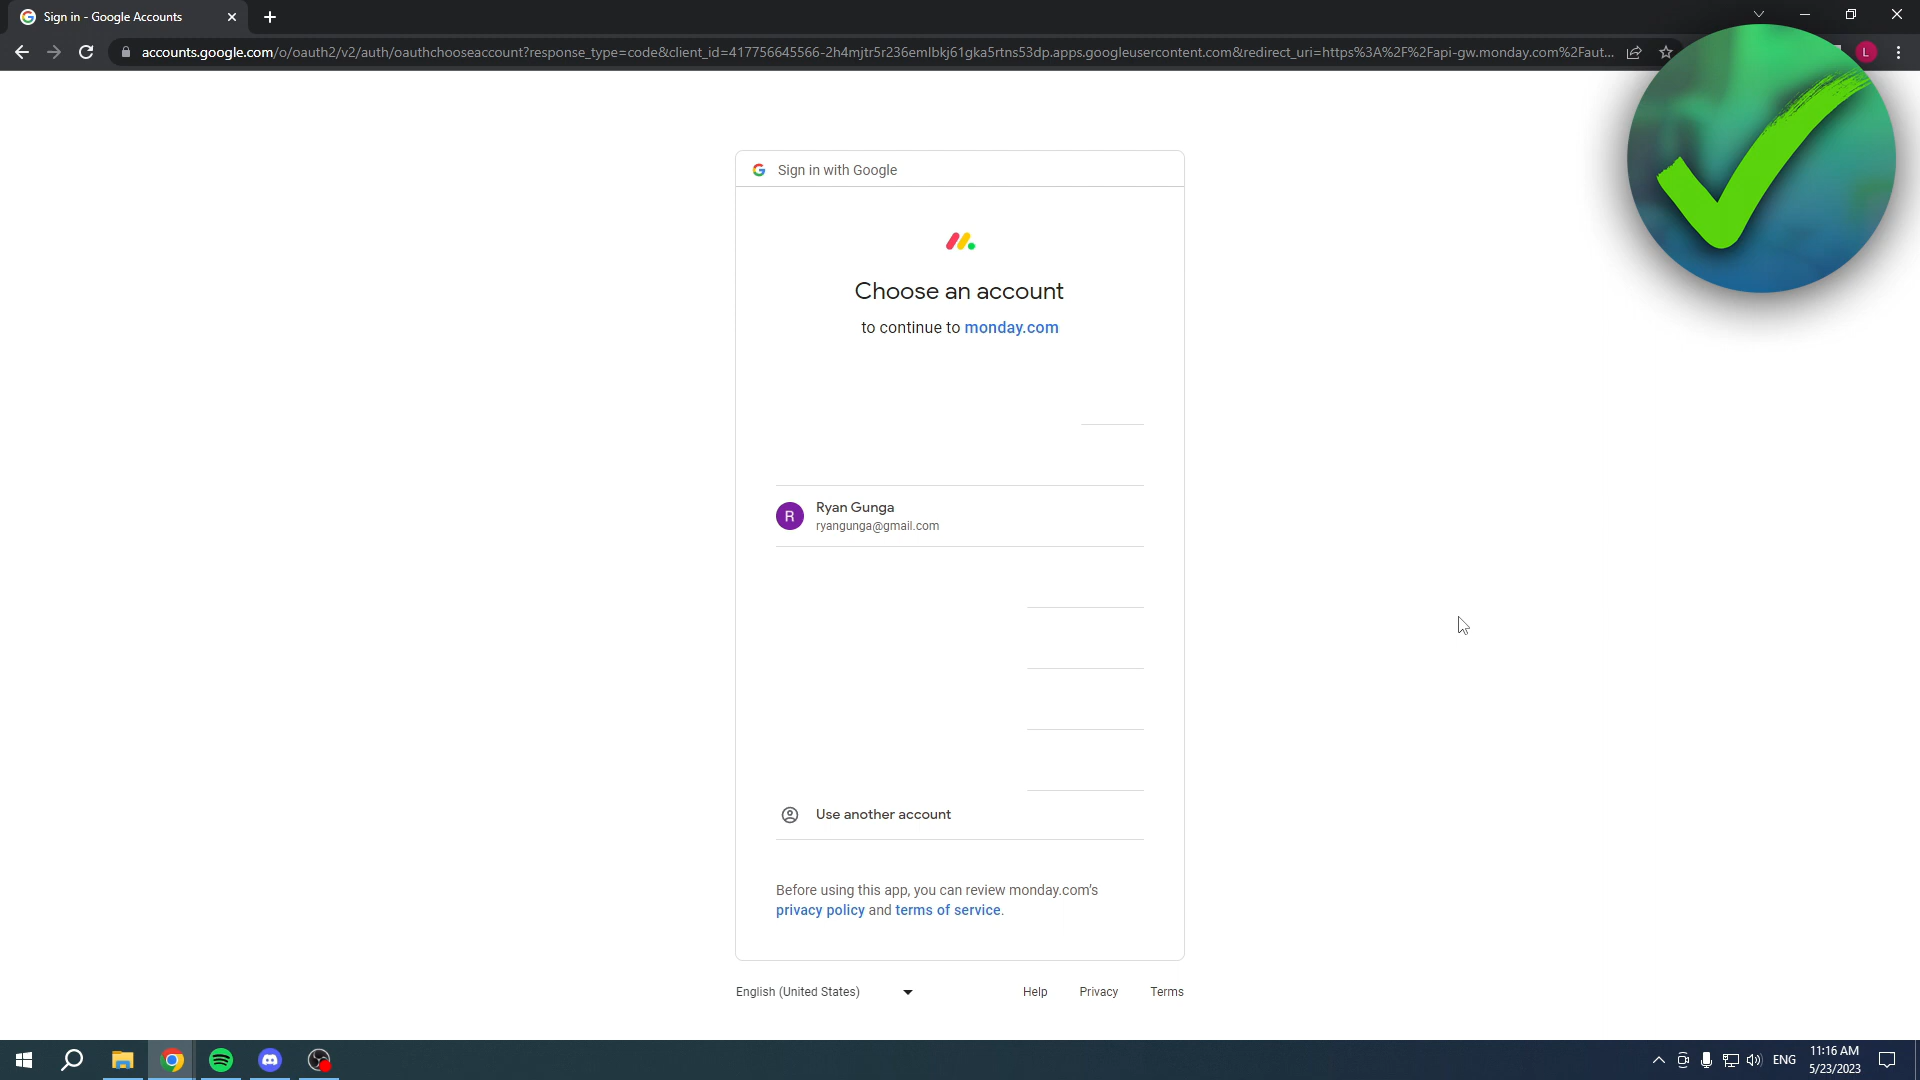 Sign in - Google Accounts
accounts.google.com/o/oauth2/v2/auth/oauthchooseaccount?response_type=code&client_id=417756645566-2h4mjtr5r236emlbkj61gka5rtns53dp.apps.googleusercontent.com&redirect_uri=https%3A%2F%2Fapi-gw.monday.com%2Faut...
L
Sign in with Google
Choose an account
to continue to monday.com
R
Ryan Gunga
ryangunga@gmail.com
Use another account
Before using this app, you can review monday.com's
privacy policy and terms of service.
English (United States)
Help
Privacy
Terms
ENG
11:16 AM
5/23/2023